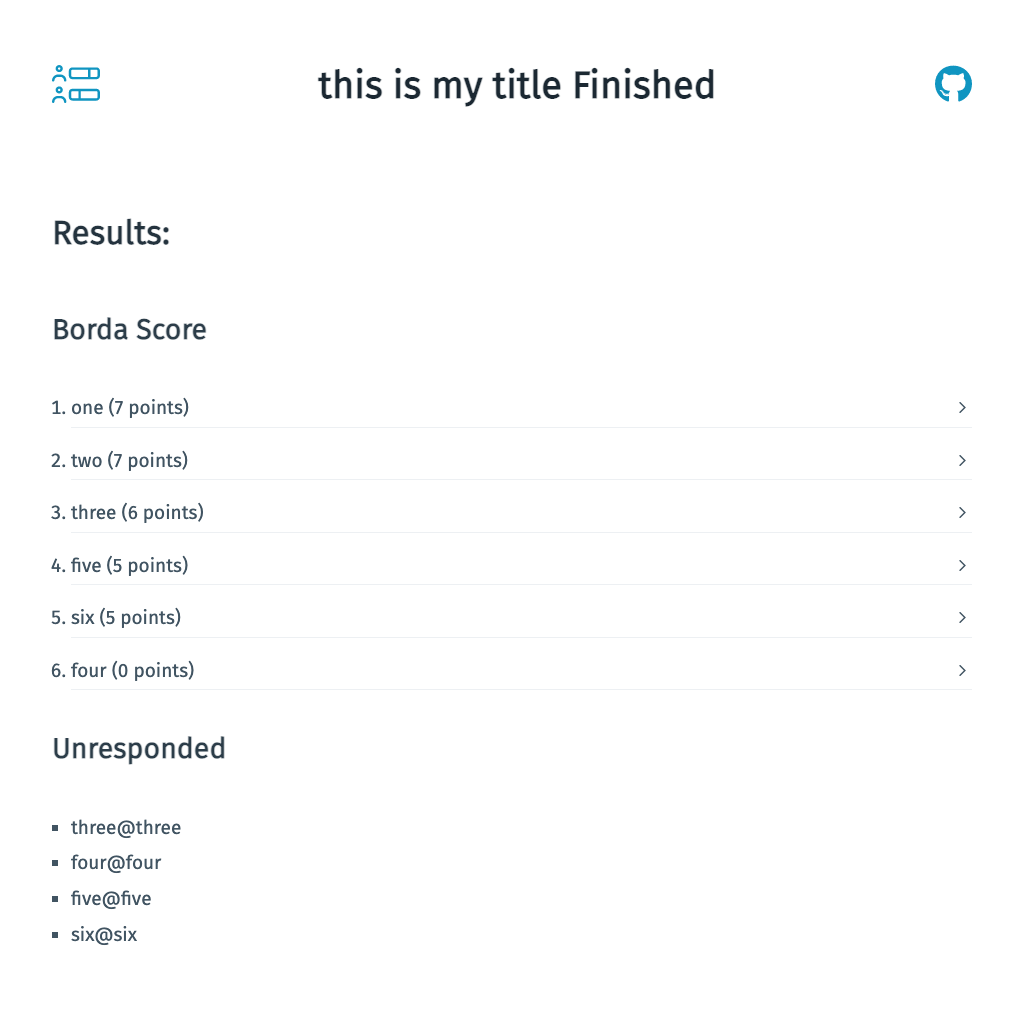 this is my title Finished
Results:
Borda Score
1. one (7 points)
2. two (7 points)
3. three (6 points)
4. five (5 points)
5. six (5 points)
6. four (0 points)
Unresponded
▪ three@three
▪ four@four
▪ five@five
▪ six@six